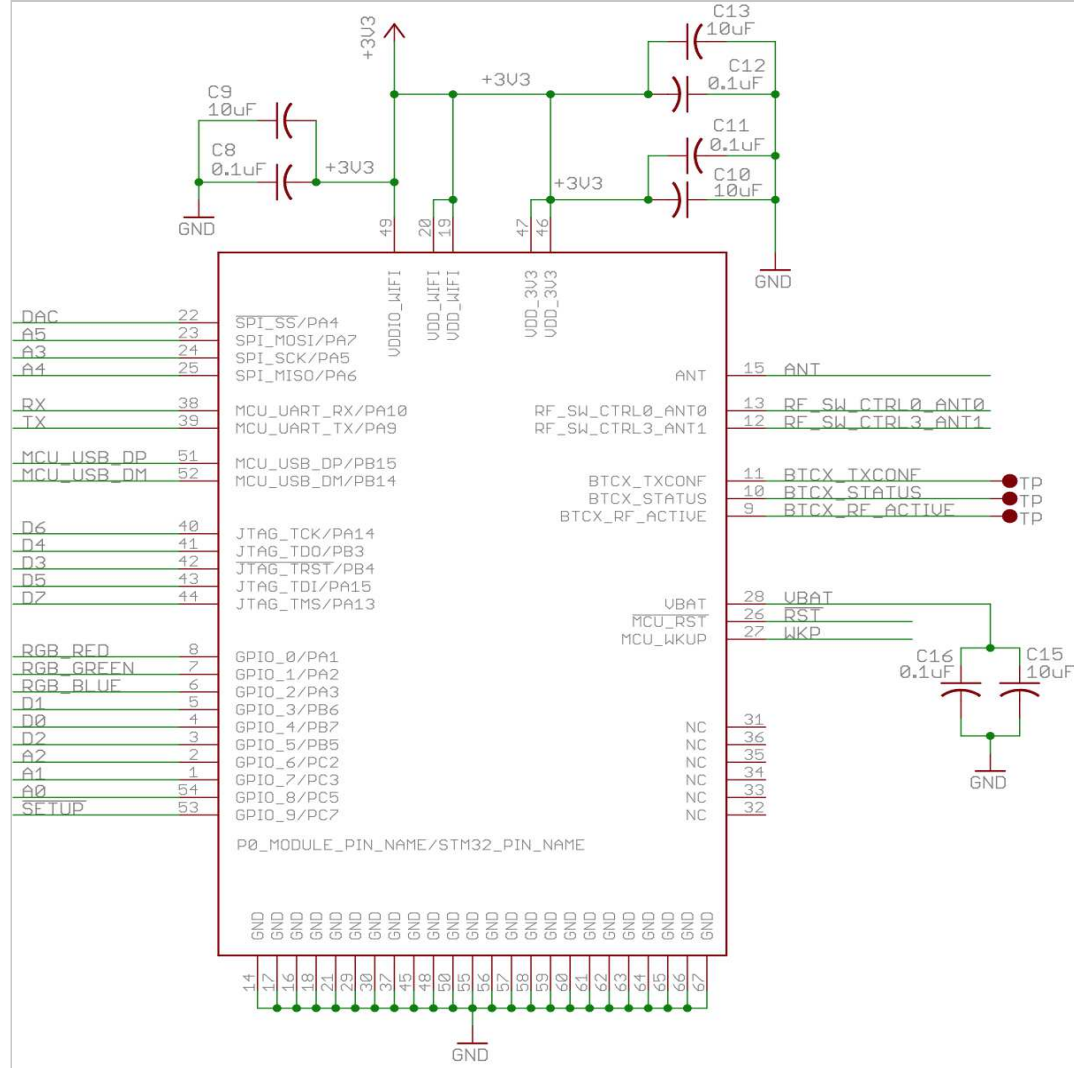 C13
10uF
+3V3
+3V3
C12
0.1uF
C9
10uF
C11
0.1uF
C8
0.1uF
+3V3
C10
10uF
+3V3
GND
49
20
19
47
46
GND
VDDIO_WIFI
VDD_WIFI
VDD_WIFI
VDD_3V3
VDD_3V3
DAC 22 SPI_SS/PA4
A5 23 SPI_MOSI/PA7
A3 24 SPI_SCK/PA5
A4 25 SPI_MISO/PA6
ANT 15 ANT
RX 38 MCU_UART_RX/PA10
RF_SW_CTRL0_ANT0 13 RF_SW_CTRL0_ANT0
TX 39 MCU_UART_TX/PA9
RF_SW_CTRL3_ANT1 12 RF_SW_CTRL3_ANT1
MCU_USB_DP 51 MCU_USB_DP/PB15
MCU_USB_DM 52 MCU_USB_DM/PB14
BTCX_TXCONF 11 BTCX_TXCONF TP
BTCX_STATUS 10 BTCX_STATUS TP
BTCX_RF_ACTIVE 9 BTCX_RF_ACTIVE TP
D6 40 JTAG_TCK/PA14
D4 41 JTAG_TDO/PB3
D3 42 JTAG_TRST/PB4
D5 43 JTAG_TDI/PA15
D7 44 JTAG_TMS/PA13
VBAT 28 VBAT
MCU_RST 26 RST
MCU_WKUP 27 WKP
RGB_RED 8 GPIO_0/PA1
RGB_GREEN 7 GPIO_1/PA2
RGB_BLUE 6 GPIO_2/PA3
C16
0.1uF
C15
10uF
D1 5 GPIO_3/PB6
D0 4 GPIO_4/PB7
D2 3 GPIO_5/PB5
A2 2 GPIO_6/PC2
A1 1 GPIO_7/PC3
A0 54 GPIO_8/PC5
SETUP 53 GPIO_9/PC7
NC 31
NC 36
NC 35
NC 34
NC 33
NC 32
GND
P0_MODULE_PIN_NAME/STM32_PIN_NAME
GND GND GND GND GND GND GND GND GND GND GND GND GND GND GND GND GND GND GND GND GND GND GND GND
14 17 16 18 21 29 30 37 45 48 50 55 56 57 58 59 60 61 62 63 64 65 66 67
GND